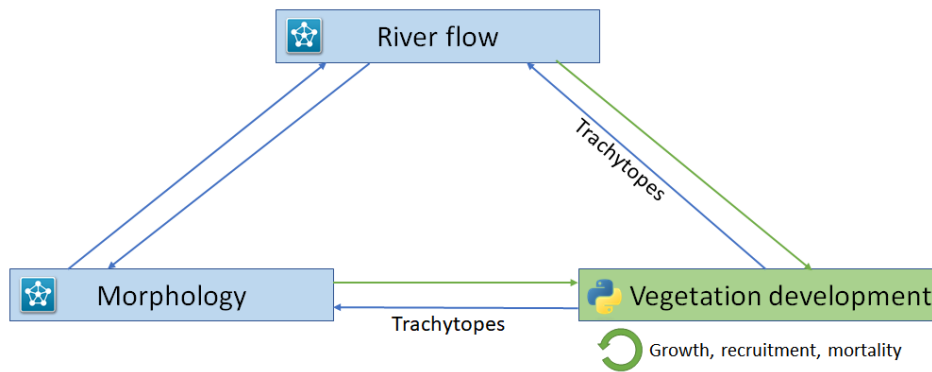 River flow
Trachytopes
Morphology
Vegetation development
Trachytopes
Growth, recruitment, mortality